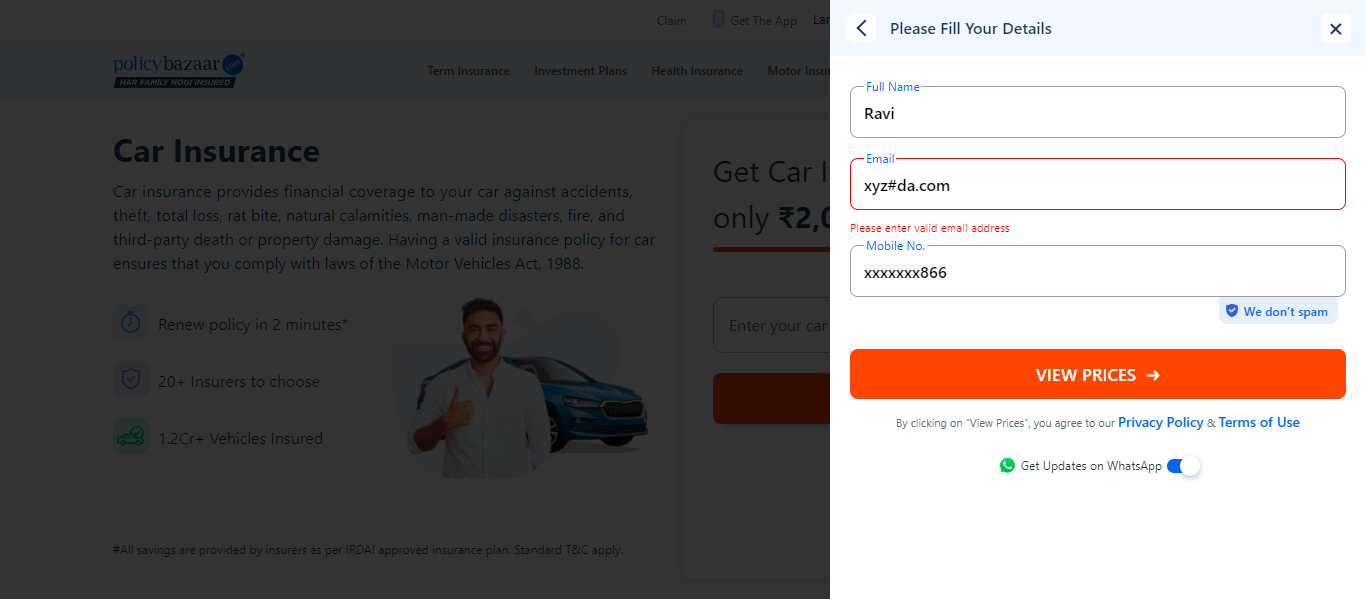 Claim Get The App Lar
policybazaar.com
HAR FAMILY HOGI INSURED
Term Insurance Investment Plans Health Insurance Motor Insu
Car Insurance
Car insurance provides financial coverage to your car against accidents,
theft, total loss, rat bite, natural calamities, man-made disasters, fire, and
third-party death or property damage. Having a valid insurance policy for car
ensures that you comply with laws of the Motor Vehicles Act, 1988.
Renew policy in 2 minutes*
20+ Insurers to choose
1.2Cr+ Vehicles Insured
#All savings are provided by insurers as per IRDAI approved insurance plan. Standard T&C apply.
Get Car I
only ₹2,0
Enter your car
Please Fill Your Details
Full Name
Ravi
Email
xyz#da.com
Please enter valid email address
Mobile No.
xxxxxxx866
We don't spam
VIEW PRICES →
By clicking on "View Prices", you agree to our Privacy Policy & Terms of Use
Get Updates on WhatsApp